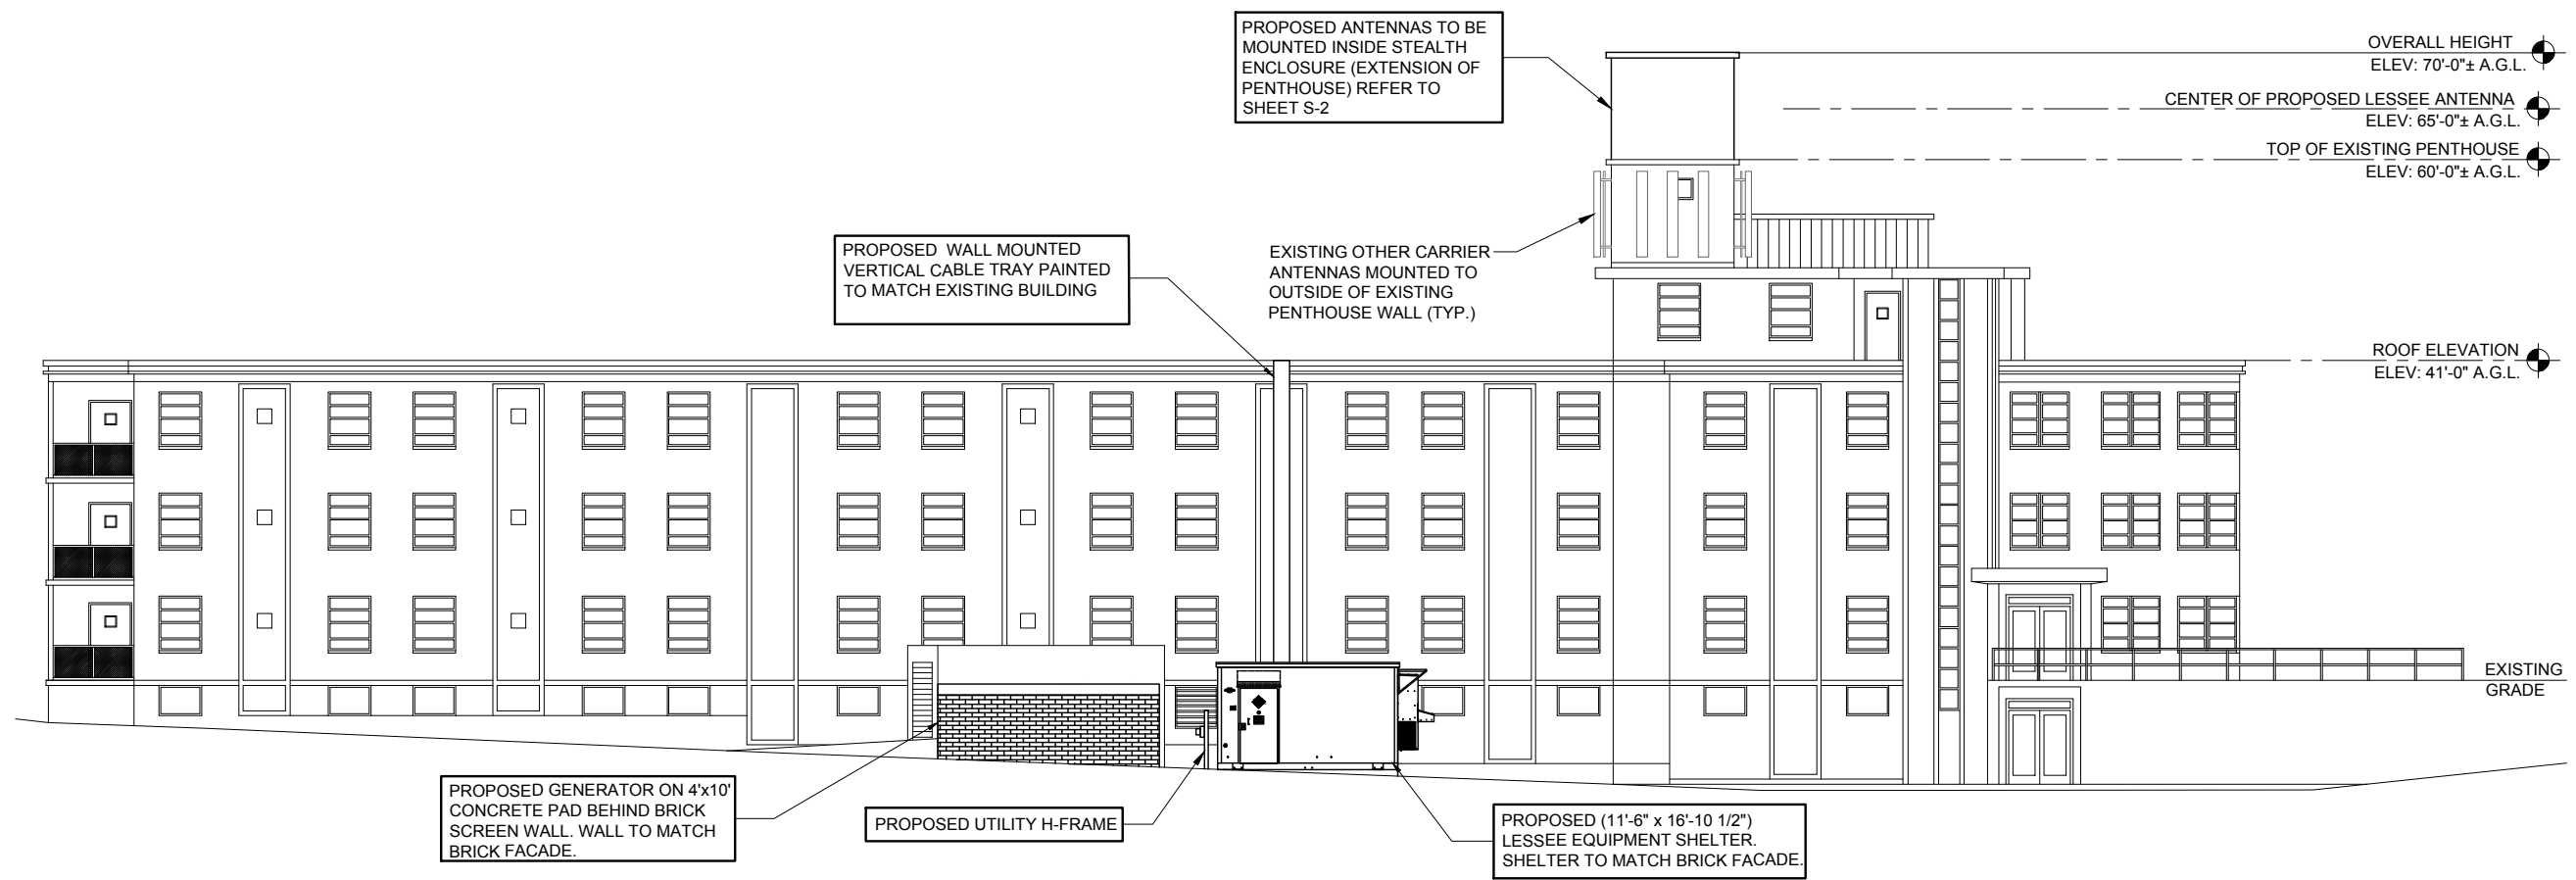 PROPOSED ANTENNAS TO BE
MOUNTED INSIDE STEALTH
ENCLOSURE (EXTENSION OF
PENTHOUSE) REFER TO
SHEET S-2
OVERALL HEIGHT
ELEV: 70'-0"± A.G.L.
CENTER OF PROPOSED LESSEE ANTENNA
ELEV: 65'-0"± A.G.L.
TOP OF EXISTING PENTHOUSE
ELEV: 60'-0"± A.G.L.
PROPOSED WALL MOUNTED
VERTICAL CABLE TRAY PAINTED
TO MATCH EXISTING BUILDING
EXISTING OTHER CARRIER
ANTENNAS MOUNTED TO
OUTSIDE OF EXISTING
PENTHOUSE WALL (TYP.)
ROOF ELEVATION
ELEV: 41'-0" A.G.L.
EXISTING
GRADE
PROPOSED GENERATOR ON 4'x10'
CONCRETE PAD BEHIND BRICK
SCREEN WALL. WALL TO MATCH
BRICK FACADE.
PROPOSED UTILITY H-FRAME
PROPOSED (11'-6" x 16'-10 1/2")
LESSEE EQUIPMENT SHELTER.
SHELTER TO MATCH BRICK FACADE.